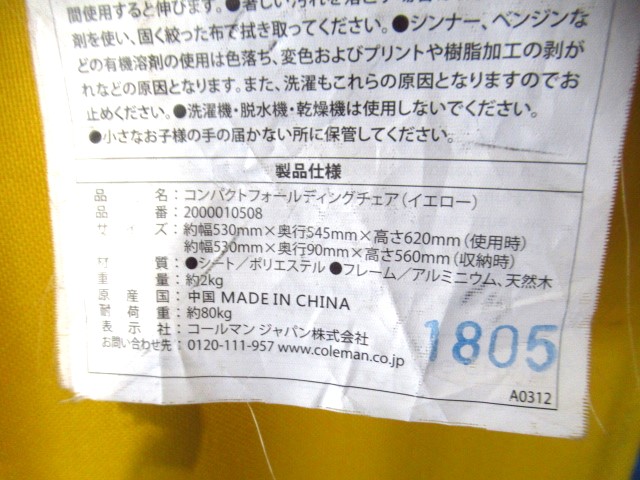 間使用すると伸びます。●著しい汚れを落とす場合
剤を使い、固く絞った布で拭き取ってください。●シンナー、ベンジンな
どの有機溶剤の使用は色落ち、変色およびプリントや樹脂加工の剥が
れなどの原因となります。また、洗濯もこれらの原因となりますのでお
止めください。●洗濯機・脱水機・乾燥機は使用しないでください。
●小さなお子様の手の届かない所に保管してください。
製品仕様
品 名：コンパクトフォールディングチェア（イエロー）
品 番：2000010508
サ イ ズ：約幅530mm×奥行545mm×高さ620mm（使用時）
約幅530mm×奥行90mm×高さ560mm（収納時）
材 質：●シート／ポリエステル ●フレーム／アルミニウム、天然木
重 量：約2kg
原 産 国：中国 MADE IN CHINA
耐 荷 重：約80kg
表 示 社：コールマン ジャパン株式会社
お問い合わせ先：0120-111-957 www.coleman.co.jp
1805
A0312